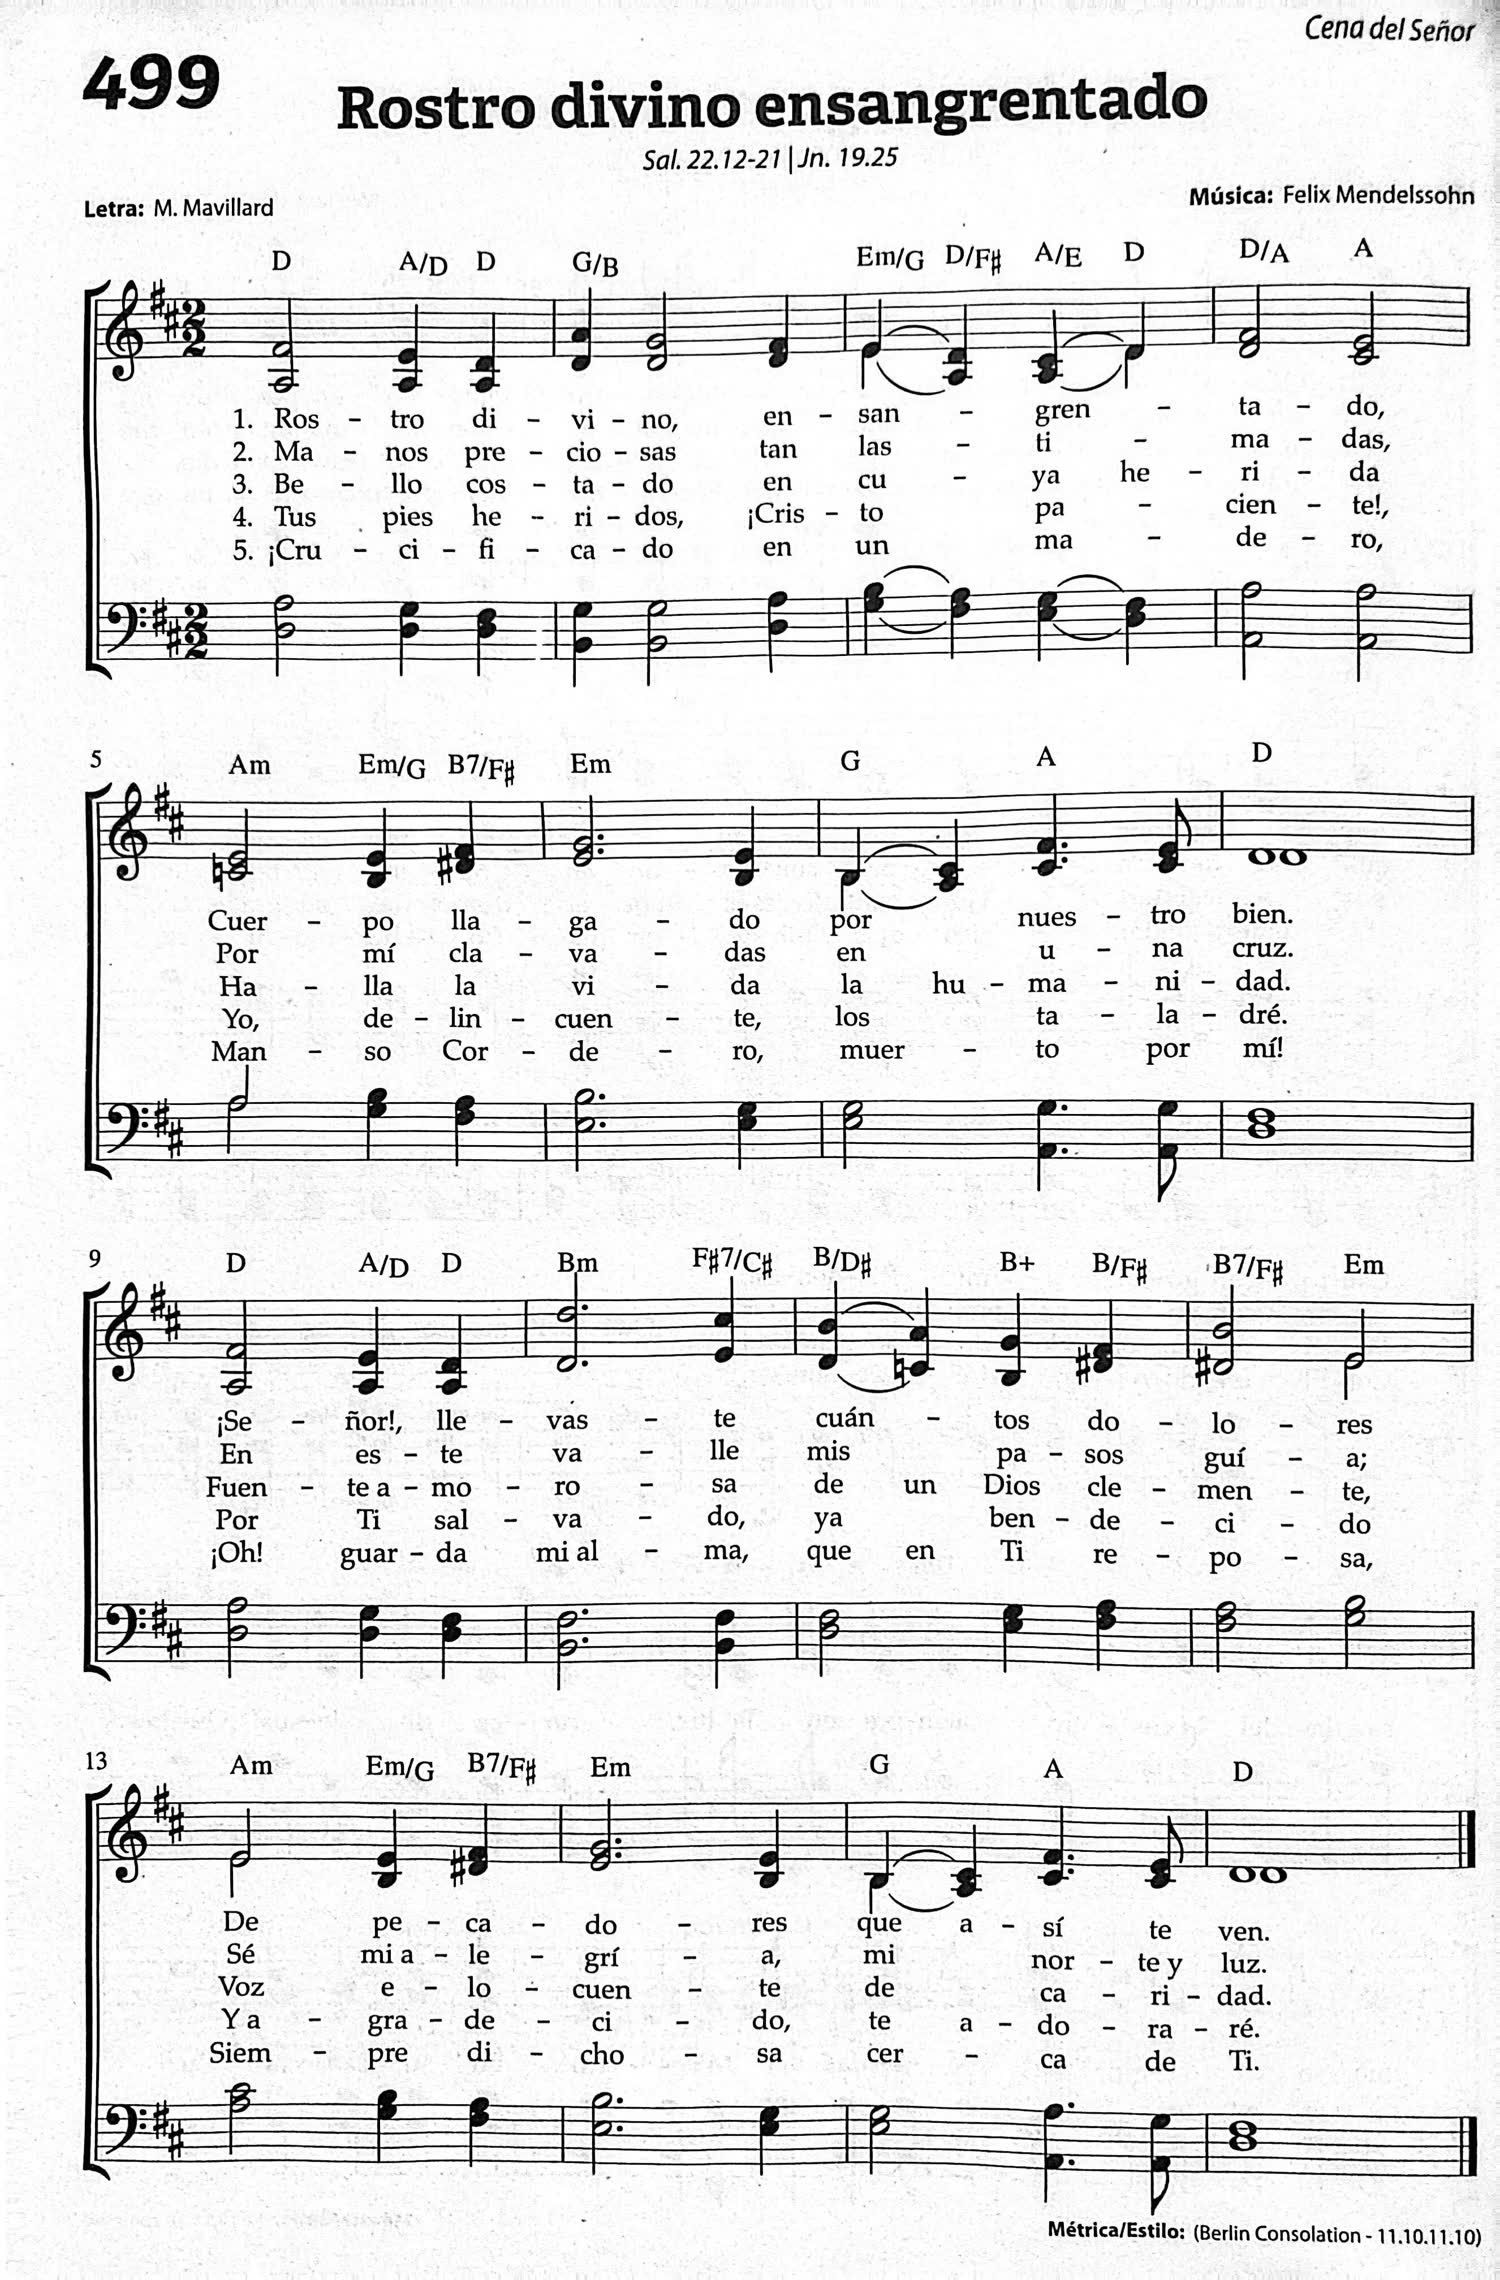 Cena del Señor
499
Rostro divino ensangrentado
Sal. 22.12-21 | Jn. 19.25
Letra: M. Mavillard
Música: Felix Mendelssohn
D A/D D G/B Em/G D/F# A/E D D/A A
1. Ros - tro di - vi - no, en - san - gren - ta - do,
2. Ma - nos pre - cio - sas tan las - ti - ma - das,
3. Be - llo cos - ta - do en cu - ya he - ri - da
4. Tus pies he - ri - dos, ¡Cris - to pa - cien - te!,
5. ¡Cru - ci - fi - ca - do en un ma - de - ro,
5
Am Em/G B7/F# Em G A D
Cuer - po lla - ga - do por nues - tro bien.
Por mí cla - va - das en u - na cruz.
Ha - lla la vi - da la hu - ma - ni - dad.
Yo, de - lin - cuen - te, los ta - la - dré.
Man - so Cor - de - ro, muer - to por mí!
9
D A/D D Bm F#7/C# B/D# B+ B/F# B7/F# Em
¡Se - ñor!, lle - vas - te cuán - tos do - lo - res
En es - te va - lle mis pa - sos guí - a;
Fuen - te a - mo - ro - sa de un Dios cle - men - te,
Por Ti sal - va - do, ya ben - de - ci - do
¡Oh! guar - da mi al - ma, que en Ti re - po - sa,
13
Am Em/G B7/F# Em G A D
De pe - ca - do - res que a - sí te ven.
Sé mi a - le - grí - a, mi nor - te y luz.
Voz e - lo - cuen - te de ca - ri - dad.
Y a - gra - de - ci - do, te a - do - ra - ré.
Siem - pre di - cho - sa cer - ca de Ti.
Métrica/Estilo: (Berlin Consolation - 11.10.11.10)